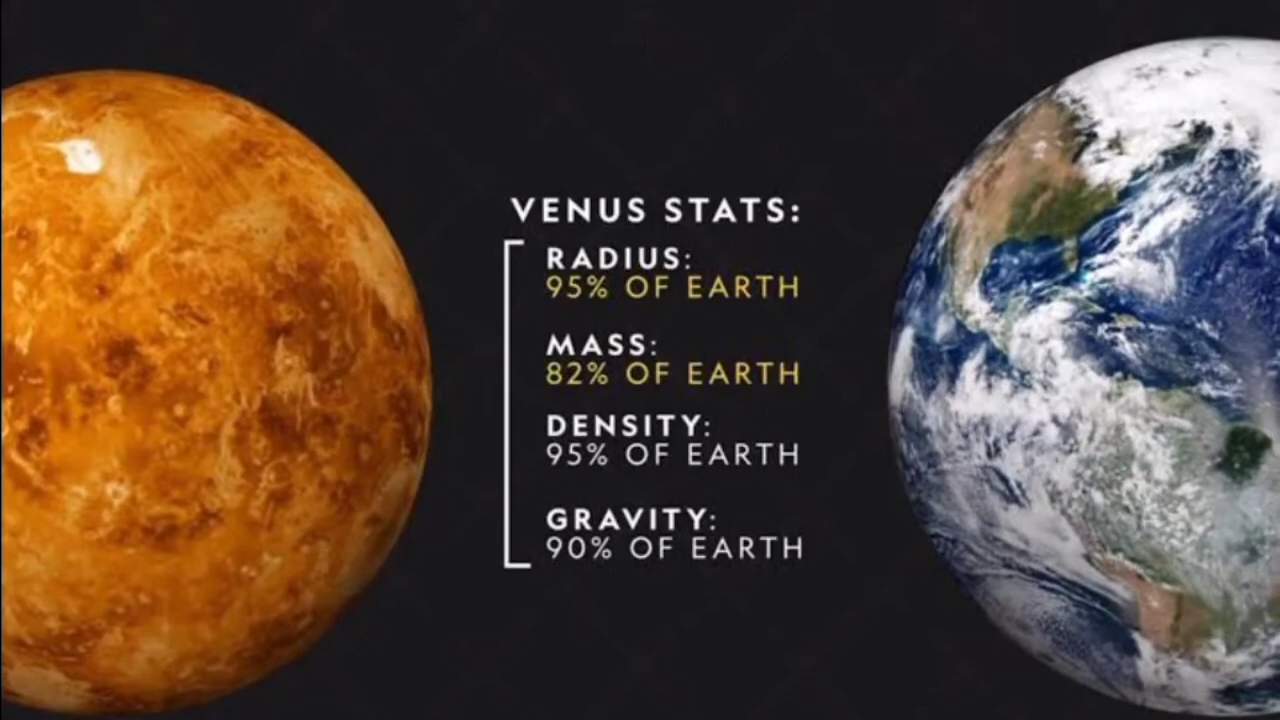 VENUS STATS:
RADIUS:
95% OF EARTH
MASS:
82% OF EARTH
DENSITY:
95% OF EARTH
GRAVITY:
90% OF EARTH